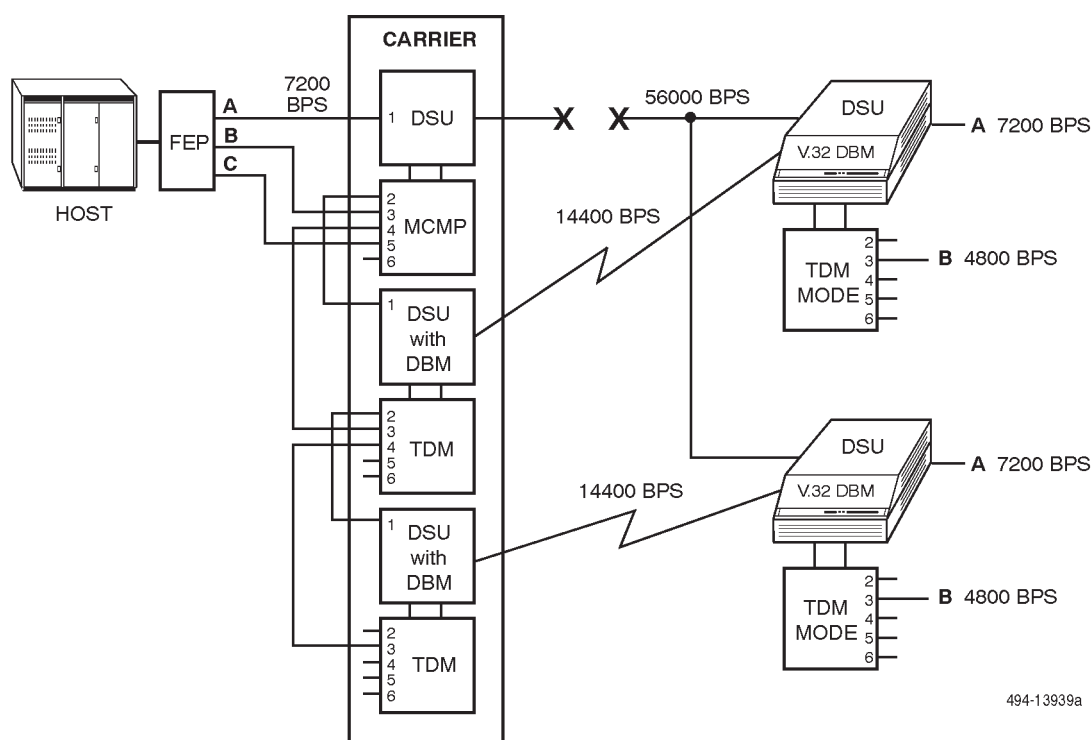 CARRIER
HOST
FEP
A
B
C
7200
BPS
1 DSU
X X
56000 BPS
MCMP
2
3
4
5
6
1
DSU
with
DBM
14400 BPS
TDM
2
3
4
5
6
1
DSU
with
DBM
14400 BPS
TDM
2
3
4
5
6
DSU
V.32 DBM
A 7200 BPS
TDM
MODE
2
3
4
5
6
B 4800 BPS
DSU
V.32 DBM
A 7200 BPS
TDM
MODE
2
3
4
5
6
B 4800 BPS
494-13939a